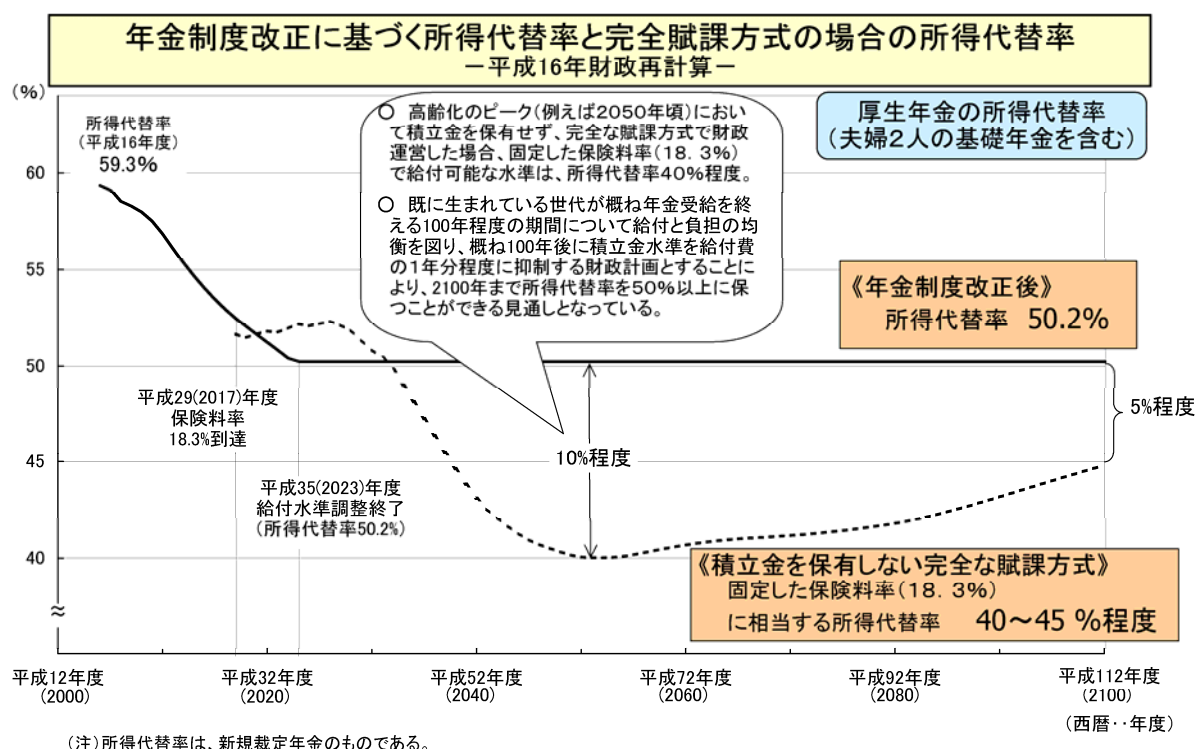 年金制度改正に基づく所得代替率と完全賦課方式の場合の所得代替率
－平成16年財政再計算－
(%)
所得代替率
(平成16年度)
59.3%
○ 高齢化のピーク(例えば2050年頃)におい
て積立金を保有せず、完全な賦課方式で財政
運営した場合、固定した保険料率(18.3%)
で給付可能な水準は、所得代替率40%程度。
○ 既に生まれている世代が概ね年金受給を終
える100年程度の期間について給付と負担の均
衡を図り、概ね100年後に積立金水準を給付費
の1年分程度に抑制する財政計画とすることに
より、2100年まで所得代替率を50%以上に保
つことができる見通しとなっている。
厚生年金の所得代替率
(夫婦2人の基礎年金を含む)
60
55
50
45
40
≈
《年金制度改正後》
所得代替率 50.2%
平成29(2017)年度
保険料率
18.3%到達
平成35(2023)年度
給付水準調整終了
(所得代替率50.2%)
10%程度
5%程度
《積立金を保有しない完全な賦課方式》
固定した保険料率(18.3%)
に相当する所得代替率 40～45 %程度
平成12年度
(2000)
平成32年度
(2020)
平成52年度
(2040)
平成72年度
(2060)
平成92年度
(2080)
平成112年度
(2100)
(西暦‥年度)
(注)所得代替率は、新規裁定年金のものである。